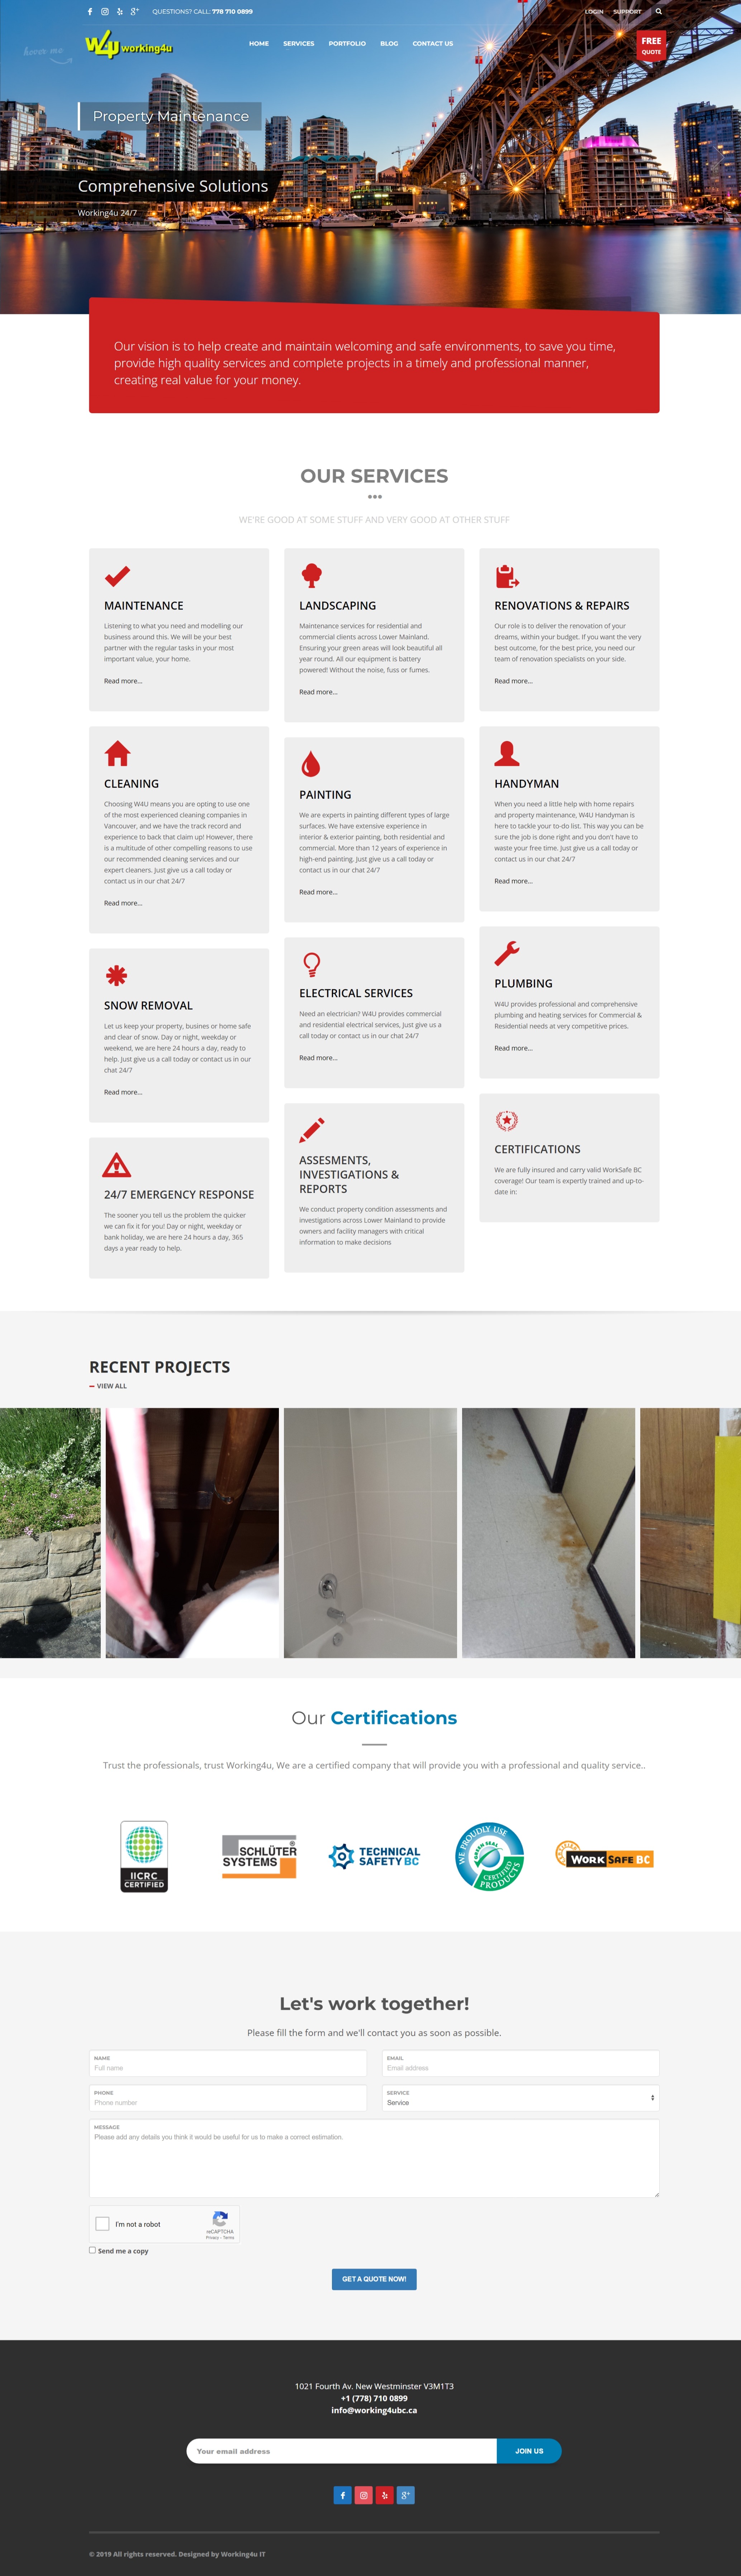 QUESTIONS? CALL: 778 710 0899
LOGIN
SUPPORT
hover me
W4U working4u
HOME
SERVICES
PORTFOLIO
BLOG
CONTACT US
FREE
QUOTE
Property Maintenance
Comprehensive Solutions
Working4u 24/7
Our vision is to help create and maintain welcoming and safe environments, to save you time,
provide high quality services and complete projects in a timely and professional manner,
creating real value for your money.
OUR SERVICES
WE'RE GOOD AT SOME STUFF AND VERY GOOD AT OTHER STUFF
MAINTENANCE
Listening to what you need and modelling our
business around this. We will be your best
partner with the regular tasks in your most
important value, your home.
Read more...
LANDSCAPING
Maintenance services for residential and
commercial clients across Lower Mainland.
Ensuring your green areas will look beautiful all
year round. All our equipment is battery
powered! Without the noise, fuss or fumes.
Read more...
RENOVATIONS & REPAIRS
Our role is to deliver the renovation of your
dreams, within your budget. If you want the very
best outcome, for the best price, you need our
team of renovation specialists on your side.
Read more...
CLEANING
Choosing W4U means you are opting to use one
of the most experienced cleaning companies in
Vancouver, and we have the track record and
experience to back that claim up! However, there
is a multitude of other compelling reasons to use
our recommended cleaning services and our
expert cleaners. Just give us a call today or
contact us in our chat 24/7
Read more...
PAINTING
We are experts in painting different types of large
surfaces. We have extensive experience in
interior & exterior painting, both residential and
commercial. More than 12 years of experience in
high-end painting. Just give us a call today or
contact us in our chat 24/7
Read more...
HANDYMAN
When you need a little help with home repairs
and property maintenance, W4U Handyman is
here to tackle your to-do list. This way you can be
sure the job is done right and you don't have to
waste your free time. Just give us a call today or
contact us in our chat 24/7
Read more...
SNOW REMOVAL
Let us keep your property, busines or home safe
and clear of snow. Day or night, weekday or
weekend, we are here 24 hours a day, ready to
help. Just give us a call today or contact us in our
chat 24/7
Read more...
ELECTRICAL SERVICES
Need an electrician? W4U provides commercial
and residential electrical services, Just give us a
call today or contact us in our chat 24/7
Read more...
PLUMBING
W4U provides professional and comprehensive
plumbing and heating services for Commercial &
Residential needs at very competitive prices.
Read more...
24/7 EMERGENCY RESPONSE
The sooner you tell us the problem the quicker
we can fix it for you! Day or night, weekday or
bank holiday, we are here 24 hours a day, 365
days a year ready to help.
ASSESMENTS,
INVESTIGATIONS &
REPORTS
We conduct property condition assessments and
investigations across Lower Mainland to provide
owners and facility managers with critical
information to make decisions
CERTIFICATIONS
We are fully insured and carry valid WorkSafe BC
coverage! Our team is expertly trained and up-to-
date in:
RECENT PROJECTS
VIEW ALL
Our Certifications
Trust the professionals, trust Working4u, We are a certified company that will provide you with a professional and quality service..
IICRC
CERTIFIED
SCHLÜTER®
SYSTEMS
TECHNICAL
SAFETY BC
WE PROUDLY USE
GREEN SEAL
CERTIFIED
PRODUCTS
WORK SAFE BC
Let's work together!
Please fill the form and we'll contact you as soon as possible.
NAME
Full name
EMAIL
Email address
PHONE
Phone number
SERVICE
Service
MESSAGE
Please add any details you think it would be useful for us to make a correct estimation.
I'm not a robot
reCAPTCHA
Privacy - Terms
Send me a copy
GET A QUOTE NOW!
1021 Fourth Av. New Westminster V3M1T3
+1 (778) 710 0899
info@working4ubc.ca
Your email address
JOIN US
© 2019 All rights reserved. Designed by Working4u IT